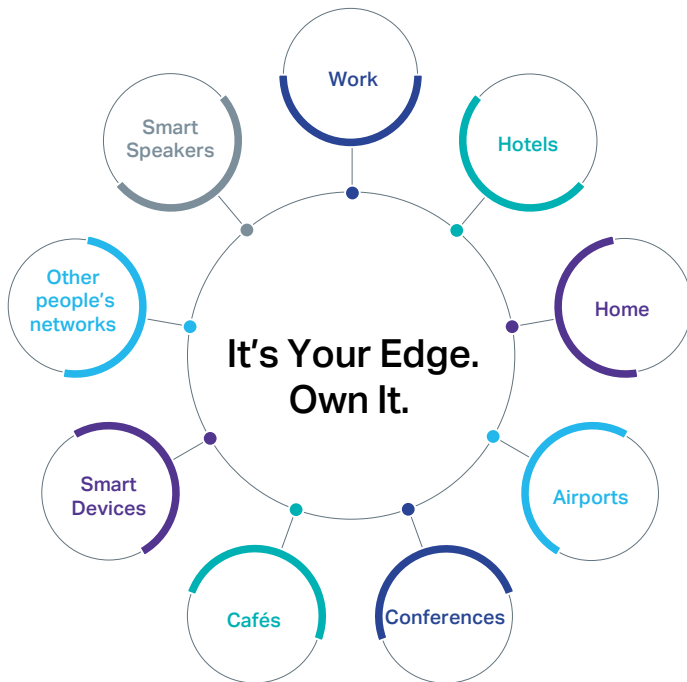 Work
Hotels
Home
Airports
Conferences
Cafés
Smart
Devices
Other
people's
networks
Smart
Speakers
It's Your Edge.
Own It.